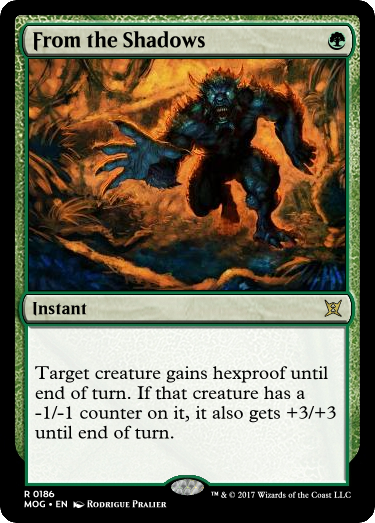 From the Shadows
Instant
Target creature gains hexproof until
end of turn. If that creature has a
-1/-1 counter on it, it also gets +3/+3
until end of turn.
R 0186
MOG • EN Rodrigue Pralier
™ & © 2017 Wizards of the Coast LLC